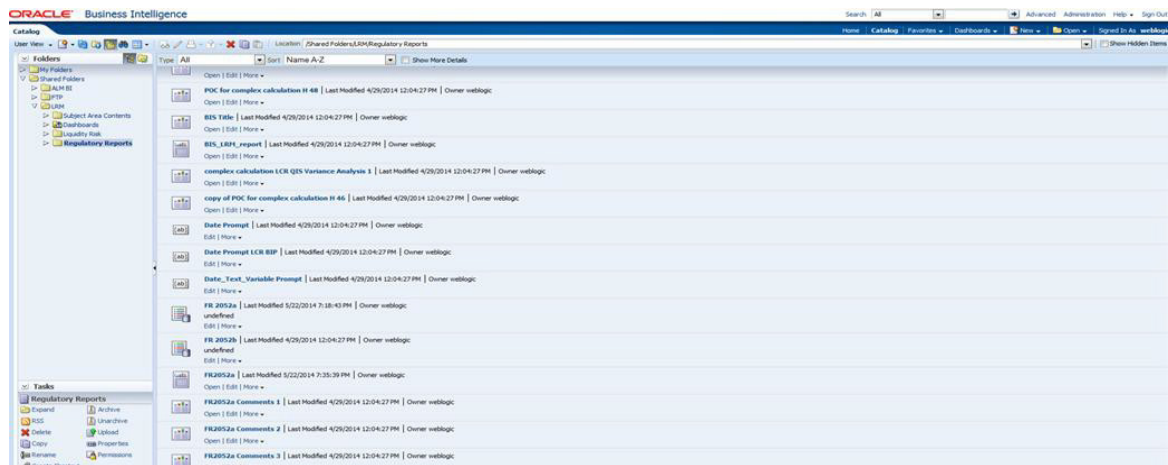 ORACLE Business Intelligence
Search All Advanced Administration Help Sign Out
Catalog
Home Catalog Favorites Dashboards New Open Signed In As weblogic
User View Location /Shared Folders/LRM/Regulatory Reports Show Hidden Items
Folders
Type All Sort Name A-Z Show More Details
My Folders
Shared Folders
ALM BI
FTP
LRM
Subject Area Contents
Dashboards
Liquidity Risk
Regulatory Reports
Open | Edit | More
POC for complex calculation H 48 | Last Modified 4/29/2014 12:04:27 PM | Owner weblogic
Open | Edit | More
BIS Title | Last Modified 4/29/2014 12:04:27 PM | Owner weblogic
Open | Edit | More
BIS_LRM_report | Last Modified 4/29/2014 12:04:27 PM | Owner weblogic
Open | Edit | More
complex calculation LCR QIS Variance Analysis 1 | Last Modified 4/29/2014 12:04:27 PM | Owner weblogic
Open | Edit | More
copy of POC for complex calculation H 46 | Last Modified 4/29/2014 12:04:27 PM | Owner weblogic
Open | Edit | More
Date Prompt | Last Modified 4/29/2014 12:04:27 PM | Owner weblogic
Edit | More
Date Prompt LCR BIP | Last Modified 4/29/2014 12:04:27 PM | Owner weblogic
Edit | More
Date_Text_Variable Prompt | Last Modified 4/29/2014 12:04:27 PM | Owner weblogic
Edit | More
FR 2052a | Last Modified 5/22/2014 7:18:43 PM | Owner weblogic
undefined
Edit | More
FR 2052b | Last Modified 4/29/2014 12:04:27 PM | Owner weblogic
undefined
Edit | More
FR2052a | Last Modified 5/22/2014 7:35:39 PM | Owner weblogic
Open | Edit | More
FR2052a Comments 1 | Last Modified 4/29/2014 12:04:27 PM | Owner weblogic
Open | Edit | More
FR2052a Comments 2 | Last Modified 4/29/2014 12:04:27 PM | Owner weblogic
Open | Edit | More
FR2052a Comments 3 | Last Modified 4/29/2014 12:04:27 PM | Owner weblogic
Tasks
Regulatory Reports
Expand Archive
RSS Unarchive
Delete Upload
Copy Properties
Rename Permissions